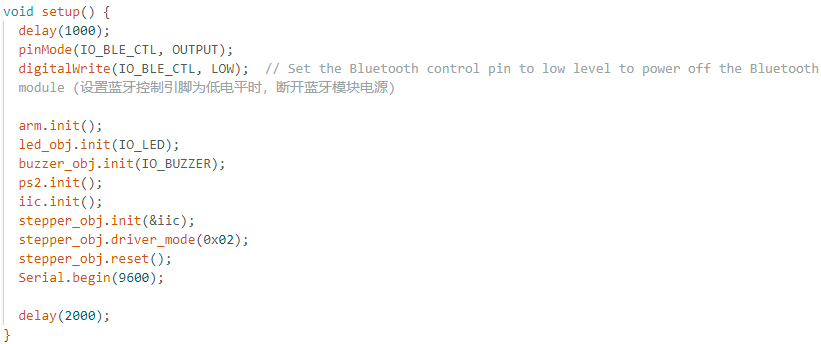 void setup() {
  delay(1000);
  pinMode(IO_BLE_CTL, OUTPUT);
  digitalWrite(IO_BLE_CTL, LOW);  // Set the Bluetooth control pin to low level to power off the Bluetooth
  module (设置蓝牙控制引脚为低电平时，断开蓝牙模块电源)

  arm.init();
  led_obj.init(IO_LED);
  buzzer_obj.init(IO_BUZZER);
  ps2.init();
  iic.init();
  stepper_obj.init(&iic);
  stepper_obj.driver_mode(0x02);
  stepper_obj.reset();
  Serial.begin(9600);

  delay(2000);
}